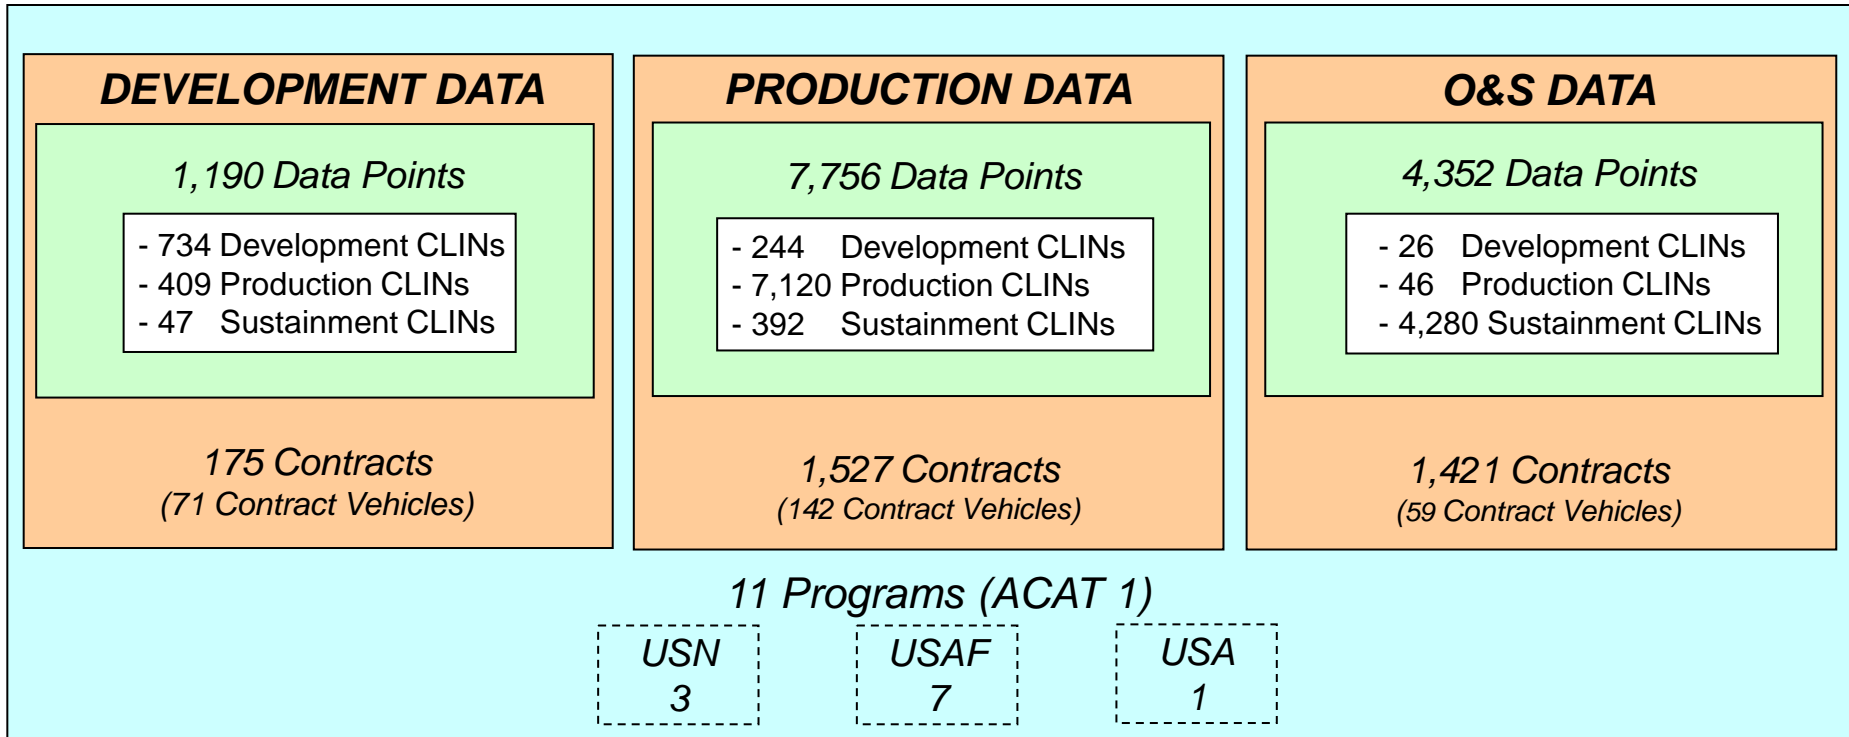 DEVELOPMENT DATA
1,190 Data Points
- 734 Development CLINs
- 409 Production CLINs
- 47 Sustainment CLINs
175 Contracts
(71 Contract Vehicles)
PRODUCTION DATA
7,756 Data Points
- 244 Development CLINs
- 7,120 Production CLINs
- 392 Sustainment CLINs
1,527 Contracts
(142 Contract Vehicles)
O&S DATA
4,352 Data Points
- 26 Development CLINs
- 46 Production CLINs
- 4,280 Sustainment CLINs
1,421 Contracts
(59 Contract Vehicles)
11 Programs (ACAT 1)
USN
3
USAF
7
USA
1